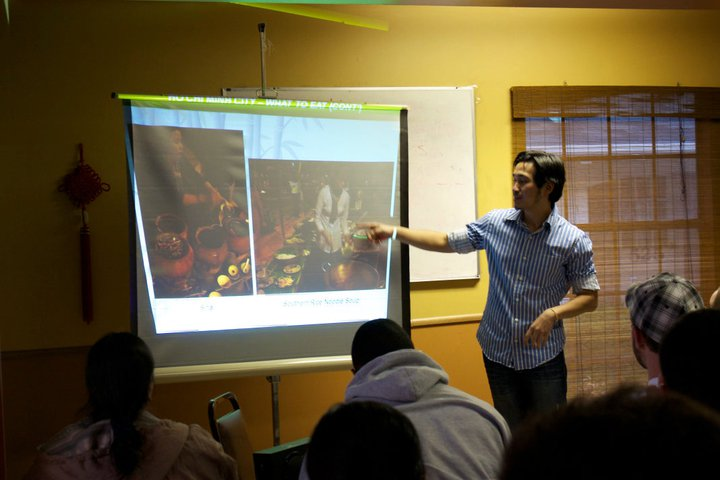 HO CHI MINH CITY - WHAT TO EAT (CONT.)
Southern Rice Noodle Soup